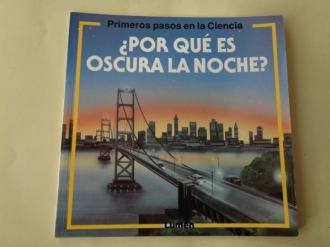 Primeros pasos en la Ciencia
¿POR QUÉ ES
OSCURA LA NOCHE?
Lumen